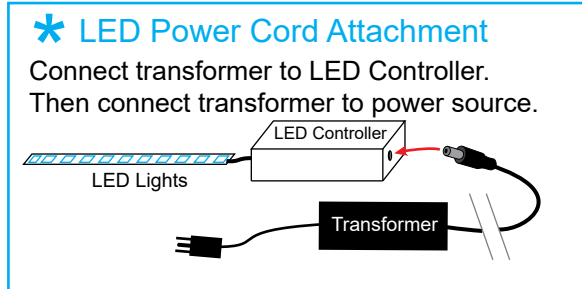 * LED Power Cord Attachment
Connect transformer to LED Controller.
Then connect transformer to power source.
LED Controller
LED Lights
Transformer